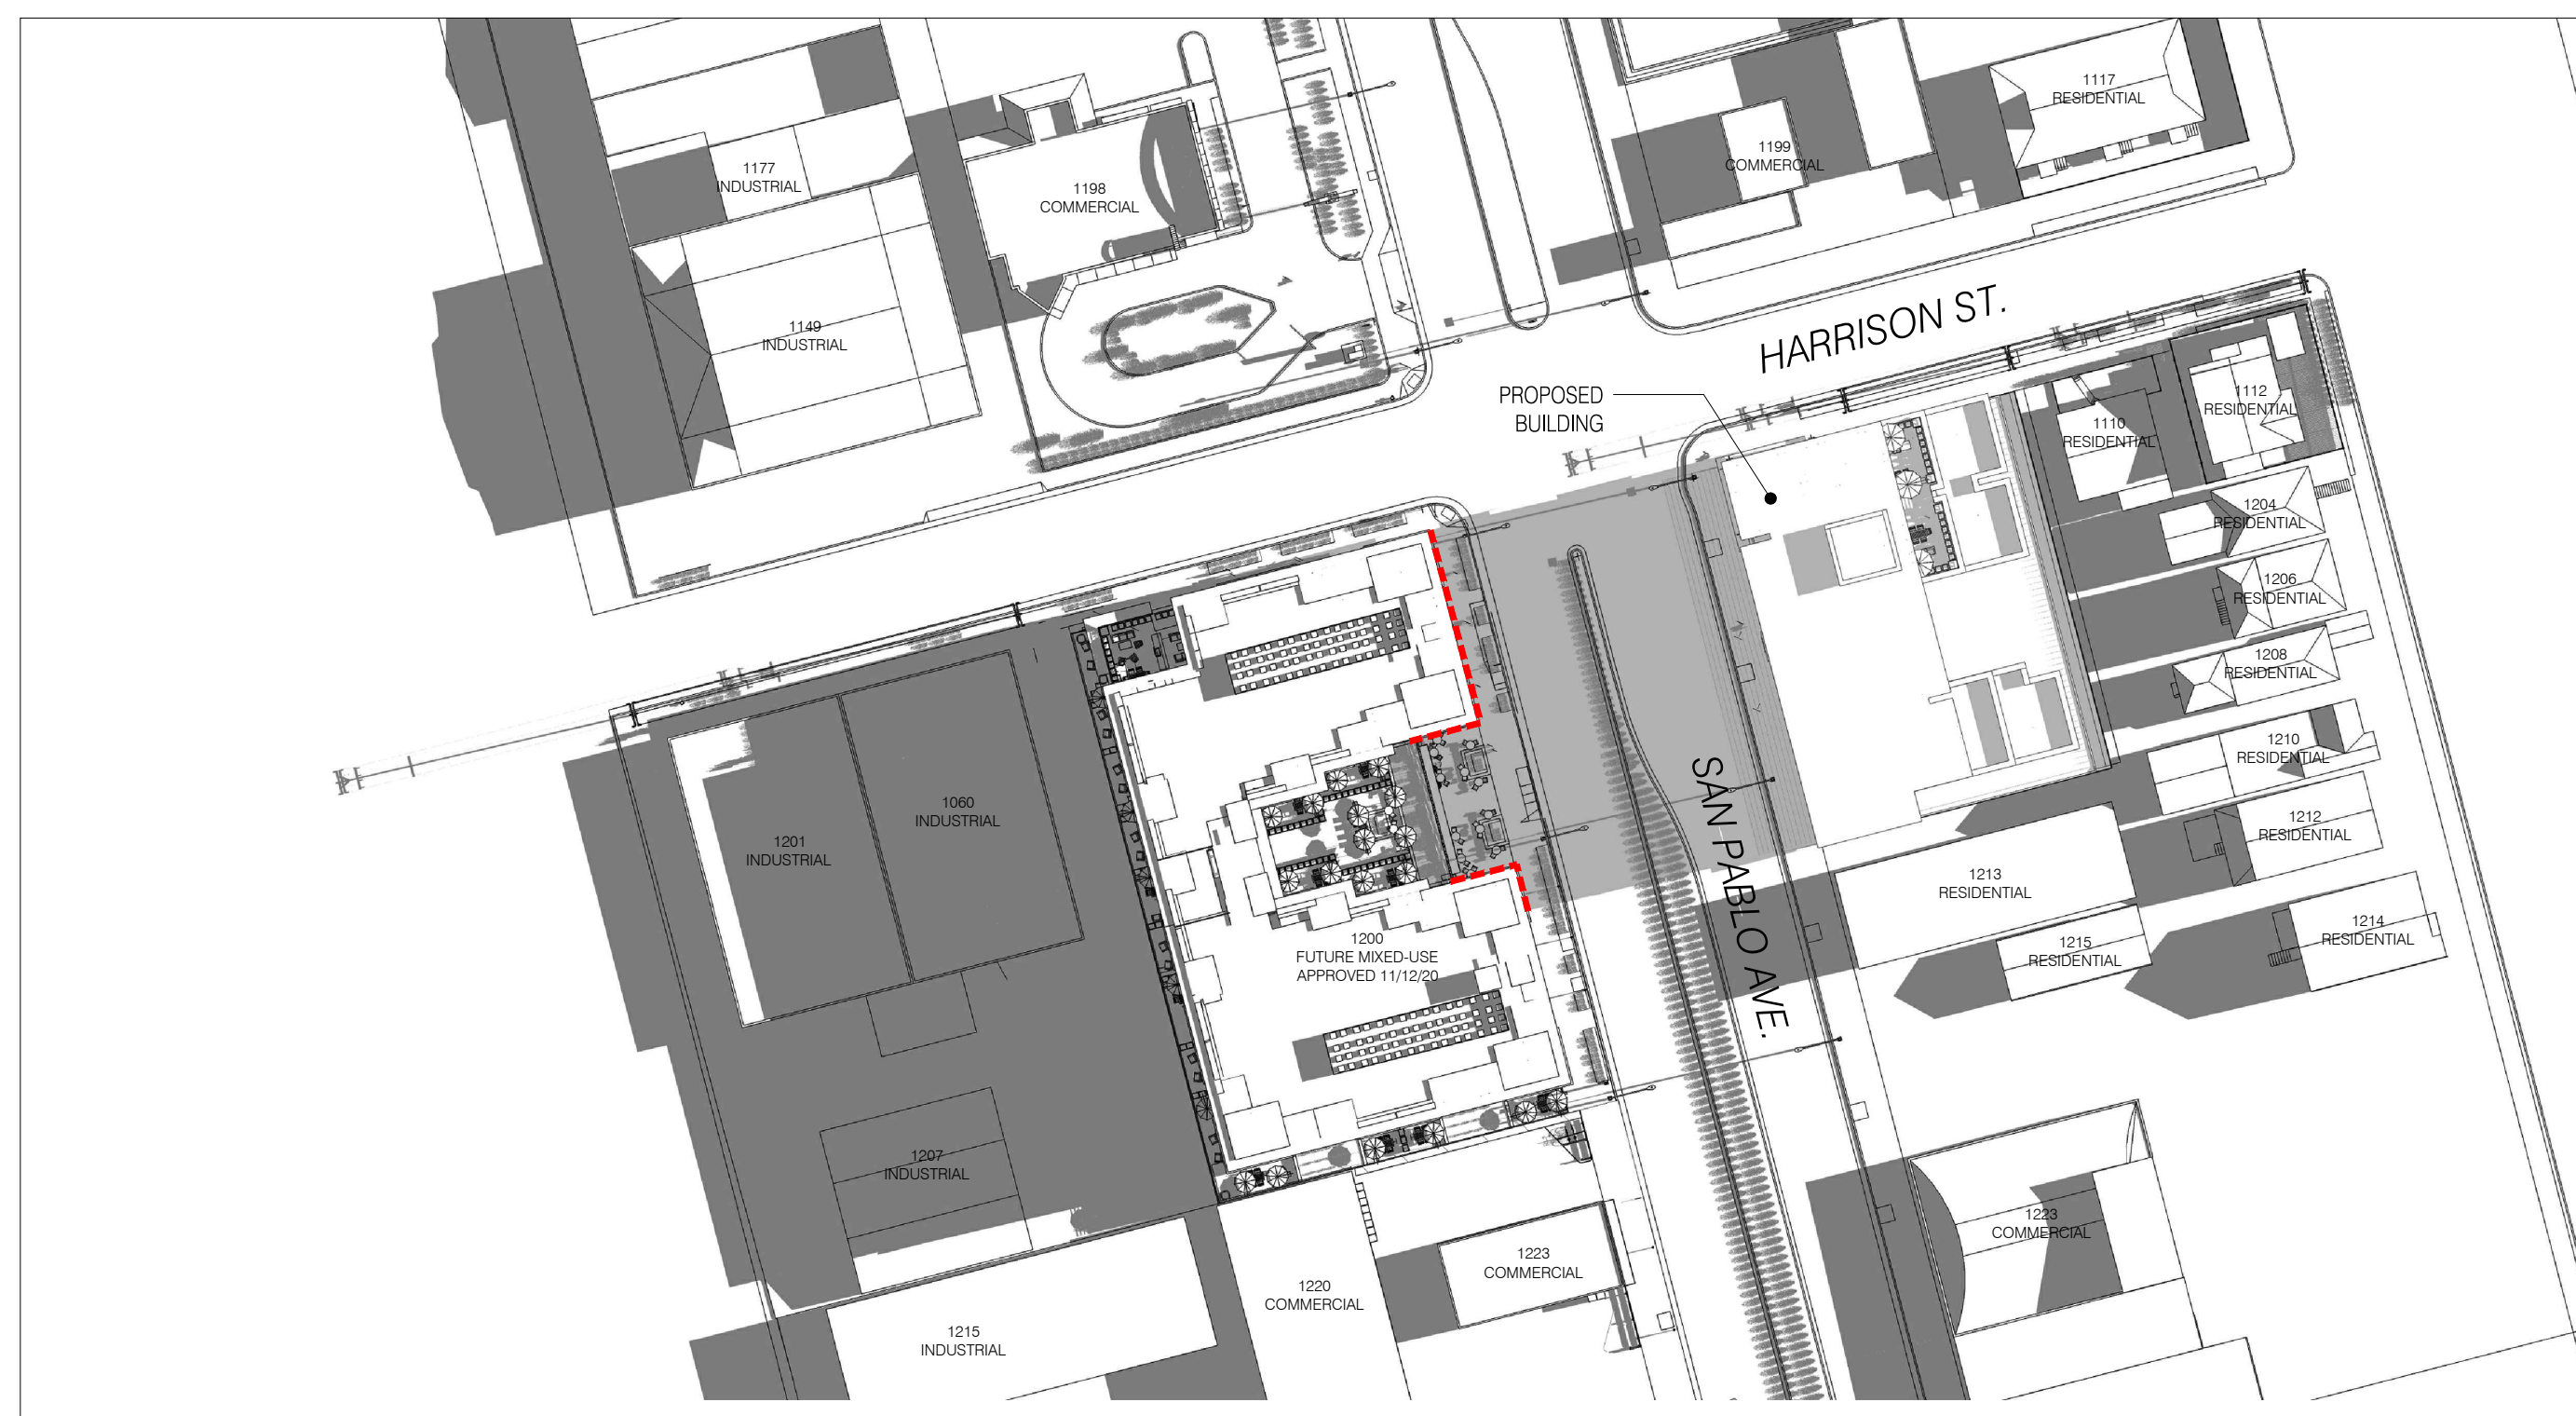 1117
RESIDENTIAL
1199
COMMERCIAL
1177
INDUSTRIAL
1198
COMMERCIAL
1149
INDUSTRIAL
HARRISON ST.
PROPOSED
BUILDING
1112
RESIDENTIAL
1110
RESIDENTIAL
1204
RESIDENTIAL
1206
RESIDENTIAL
1208
RESIDENTIAL
1210
RESIDENTIAL
1212
RESIDENTIAL
1060
INDUSTRIAL
1201
INDUSTRIAL
SAN PABLO AVE.
1213
RESIDENTIAL
1214
RESIDENTIAL
1215
RESIDENTIAL
1200
FUTURE MIXED-USE
APPROVED 11/12/20
1207
INDUSTRIAL
1223
COMMERCIAL
1223
COMMERCIAL
1220
COMMERCIAL
1215
INDUSTRIAL